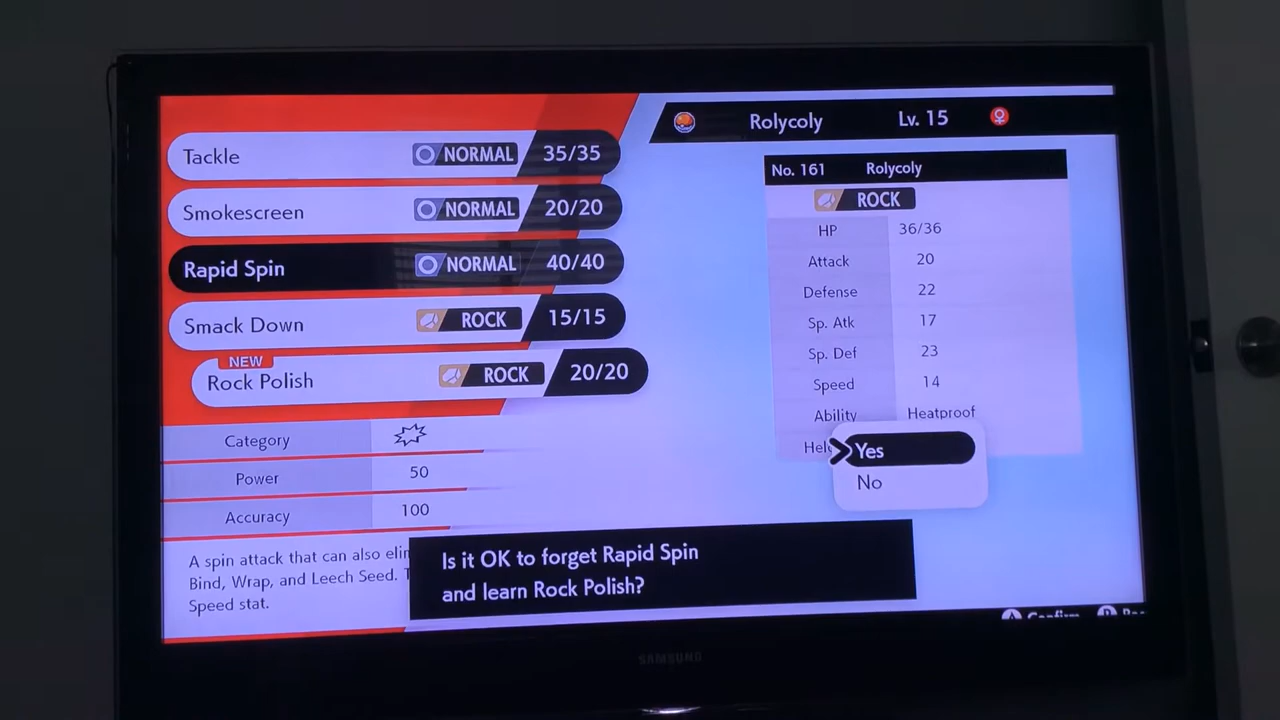 Rolycoly Lv. 15
Tackle NORMAL 35/35
Smokescreen NORMAL 20/20
Rapid Spin NORMAL 40/40
Smack Down ROCK 15/15
NEW
Rock Polish ROCK 20/20
Category
Power 50
Accuracy 100
A spin attack that can also
Bind, Wrap, and Leech Seed.
Speed stat.
No. 161 Rolycoly
ROCK
HP 36/36
Attack 20
Defense 22
Sp. Atk 17
Sp. Def 23
Speed 14
Ability Heatproof
Yes
No
Is it OK to forget Rapid Spin
and learn Rock Polish?
A Confirm B
SAMSUNG